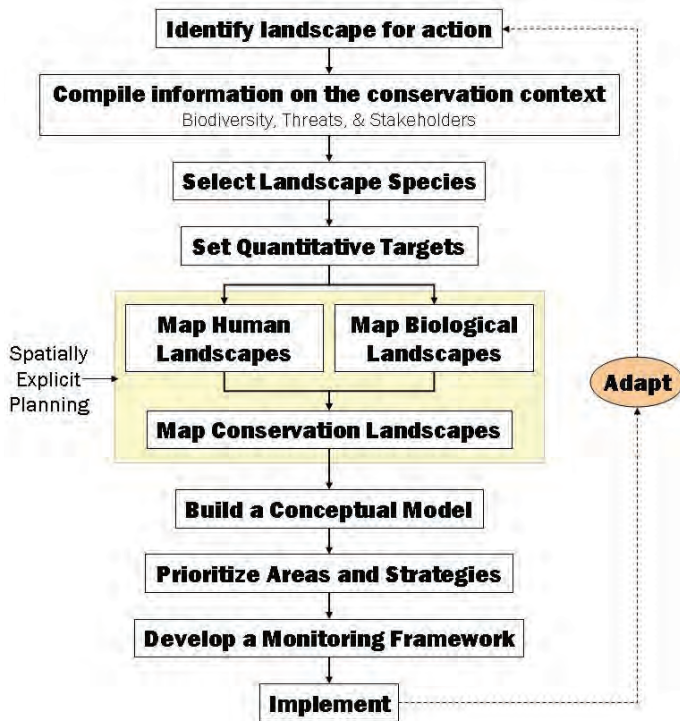 Identify landscape for action
Compile information on the conservation context
Biodiversity, Threats, & Stakeholders
Select Landscape Species
Set Quantitative Targets
Map Human
Landscapes
Map Biological
Landscapes
Spatially
Explicit
Planning
Adapt
Map Conservation Landscapes
Build a Conceptual Model
Prioritize Areas and Strategies
Develop a Monitoring Framework
Implement